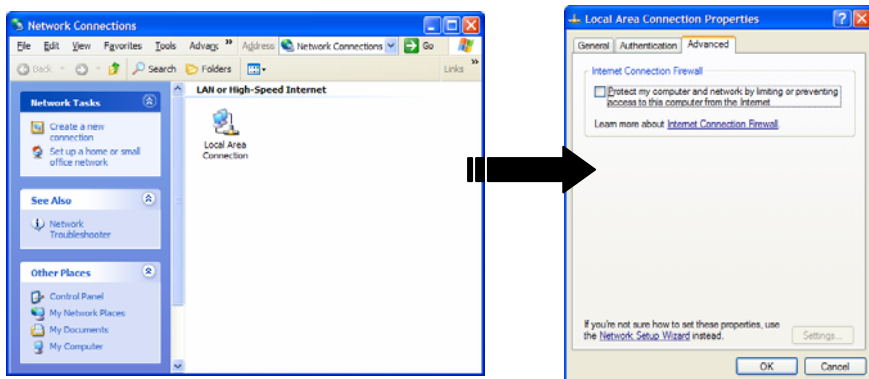 Network Connections
File Edit View Favorites Tools Advanc » Address Network Connections Go
Back Search Folders Links »
Network Tasks
Create a new
connection
Set up a home or small
office network
See Also
Network
Troubleshooter
Other Places
Control Panel
My Network Places
My Documents
My Computer
LAN or High-Speed Internet
Local Area
Connection
Local Area Connection Properties
General Authentication Advanced
Internet Connection Firewall
Protect my computer and network by limiting or preventing
access to this computer from the Internet
Learn more about Internet Connection Firewall.
If you're not sure how to set these properties, use
the Network Setup Wizard instead.
Settings...
OK Cancel